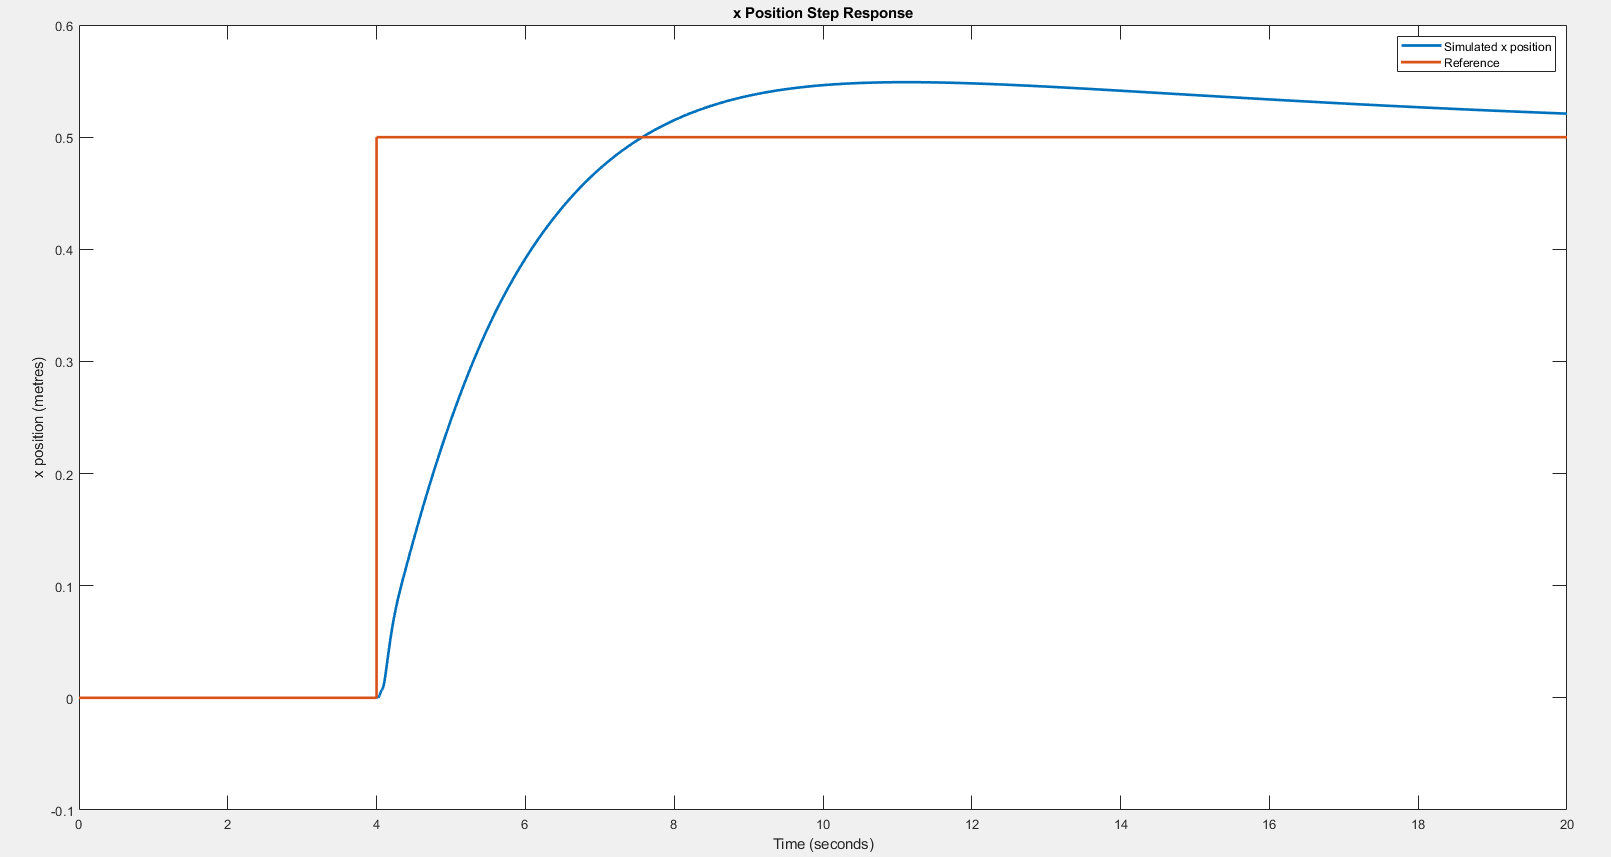 x Position Step Response
Simulated x position
Reference
0.6
0.5
0.4
0.3
0.2
0.1
0
-0.1
x position (metres)
0 2 4 6 8 10 12 14 16 18 20
Time (seconds)